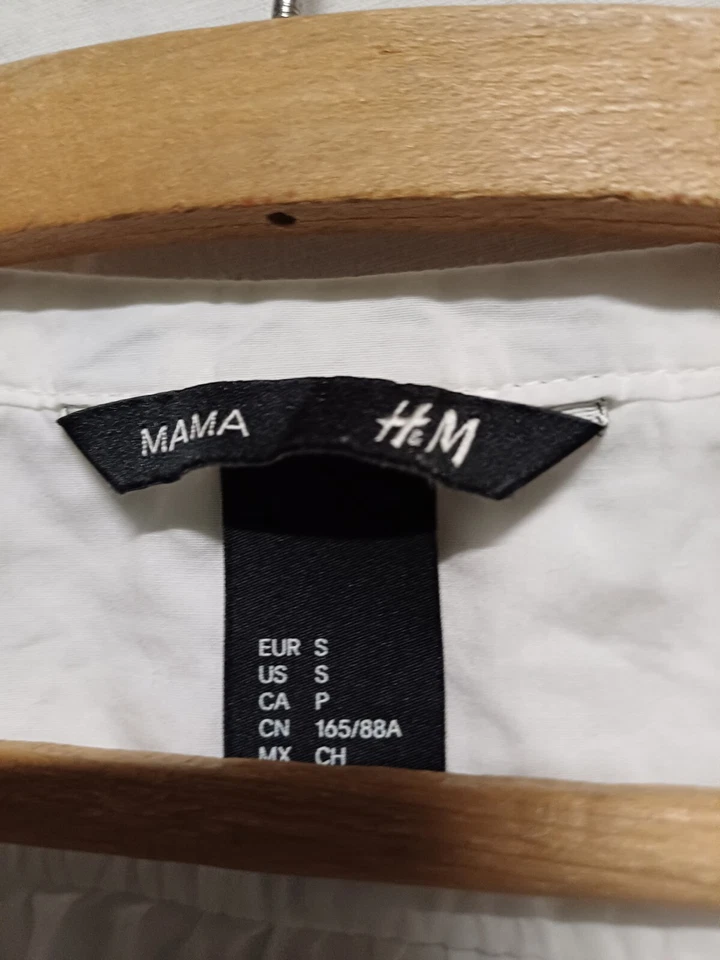 MAMA H&M
EUR S
US S
CA P
CN 165/88A
MX CH